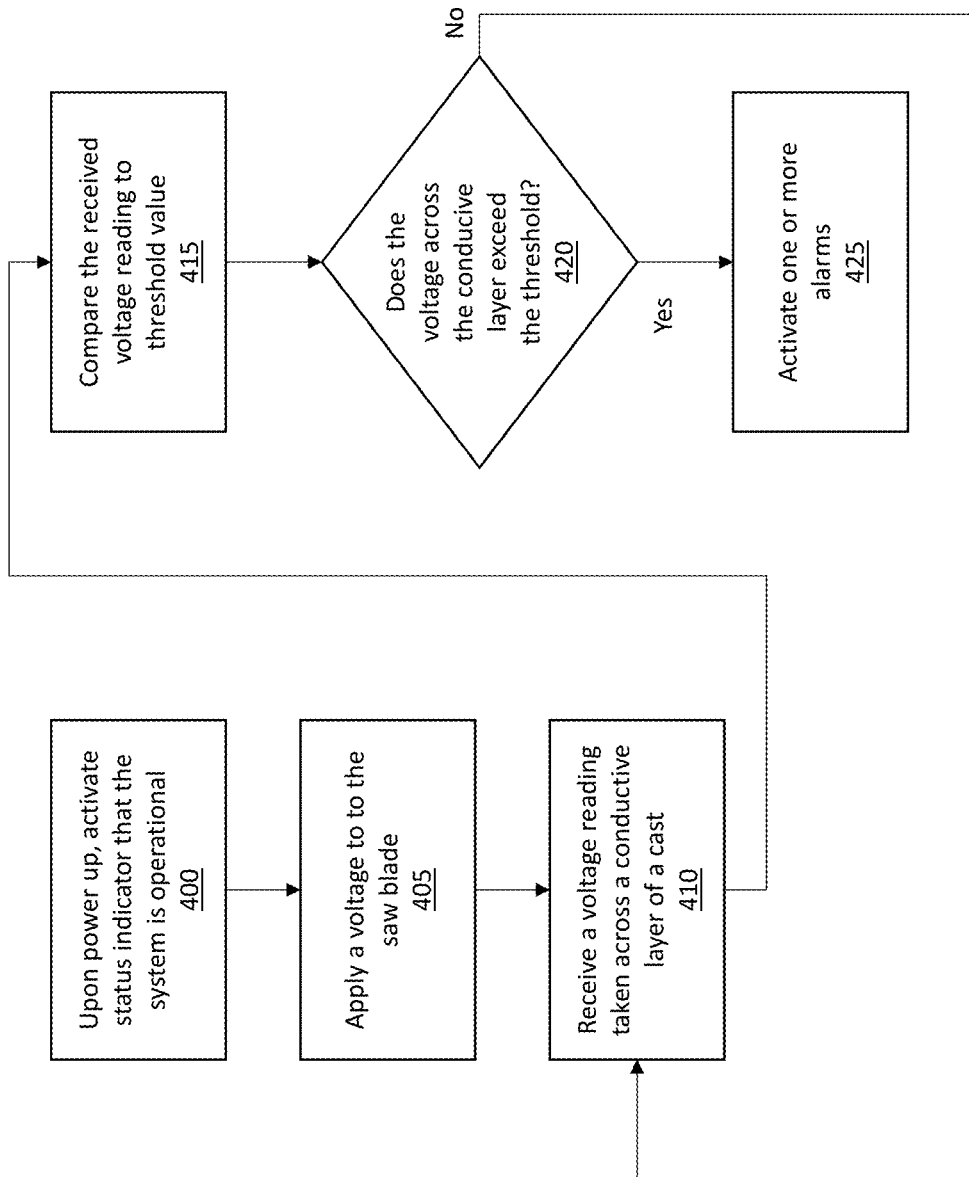 Upon power up, activate
status indicator that the
system is operational
400
Apply a voltage to to the
saw blade
405
Receive a voltage reading
taken across a conductive
layer of a cast
410
Compare the received
voltage reading to
threshold value
415
Does the
voltage across
the conducive
layer exceed
the threshold?
420
No
Yes
Activate one or more
alarms
425